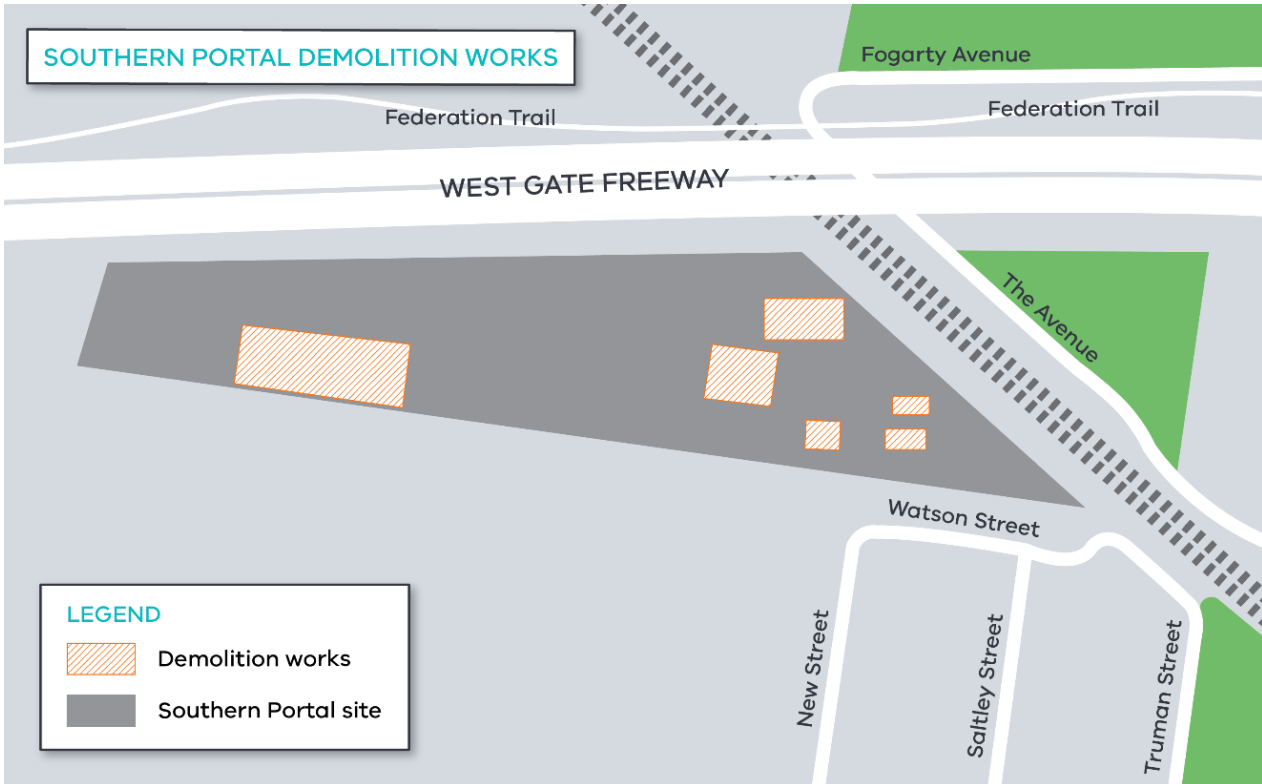 SOUTHERN PORTAL DEMOLITION WORKS
Fogarty Avenue
Federation Trail
Federation Trail
WEST GATE FREEWAY
The Avenue
Watson Street
New Street
Saltley Street
Truman Street
LEGEND
Demolition works
Southern Portal site